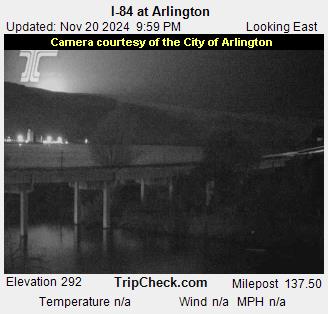 I-84 at Arlington
Updated: Nov 20 2024 9:59 PM Looking East
Camera courtesy of the City of Arlington
Elevation 292 TripCheck.com Milepost 137.50
Temperature n/a Wind n/a MPH n/a